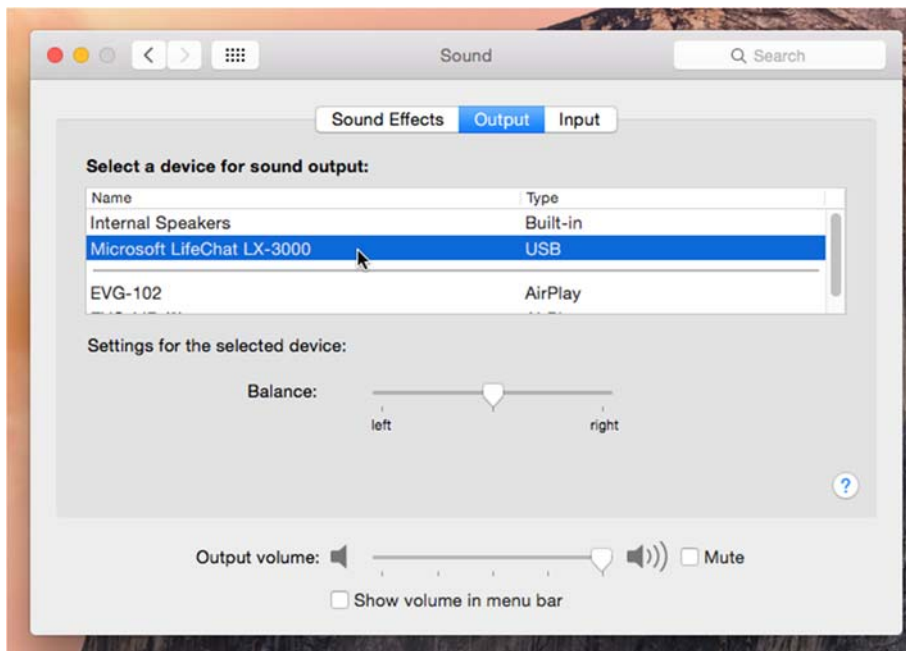 Sound
Search
Sound Effects Output Input
Select a device for sound output:
Name Type
Internal Speakers Built-in
Microsoft LifeChat LX-3000 USB
EVG-102 AirPlay
Settings for the selected device:
Balance:
left right
?
Output volume: Mute
Show volume in menu bar